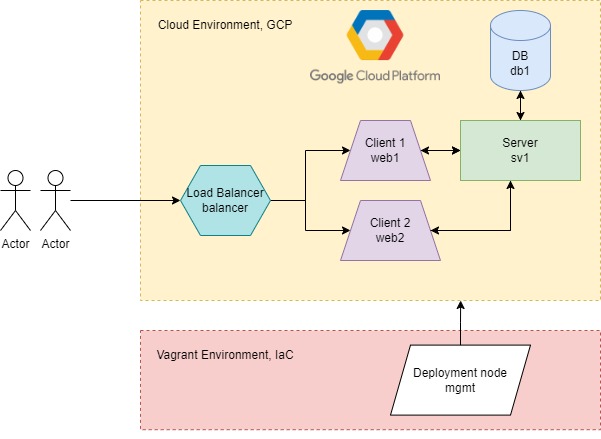 Cloud Environment, GCP
Google Cloud Platform
DB
db1
Client 1
web1
Server
sv1
Load Balancer
balancer
Client 2
web2
Actor
Actor
Vagrant Environment, IaC
Deployment node
mgmt